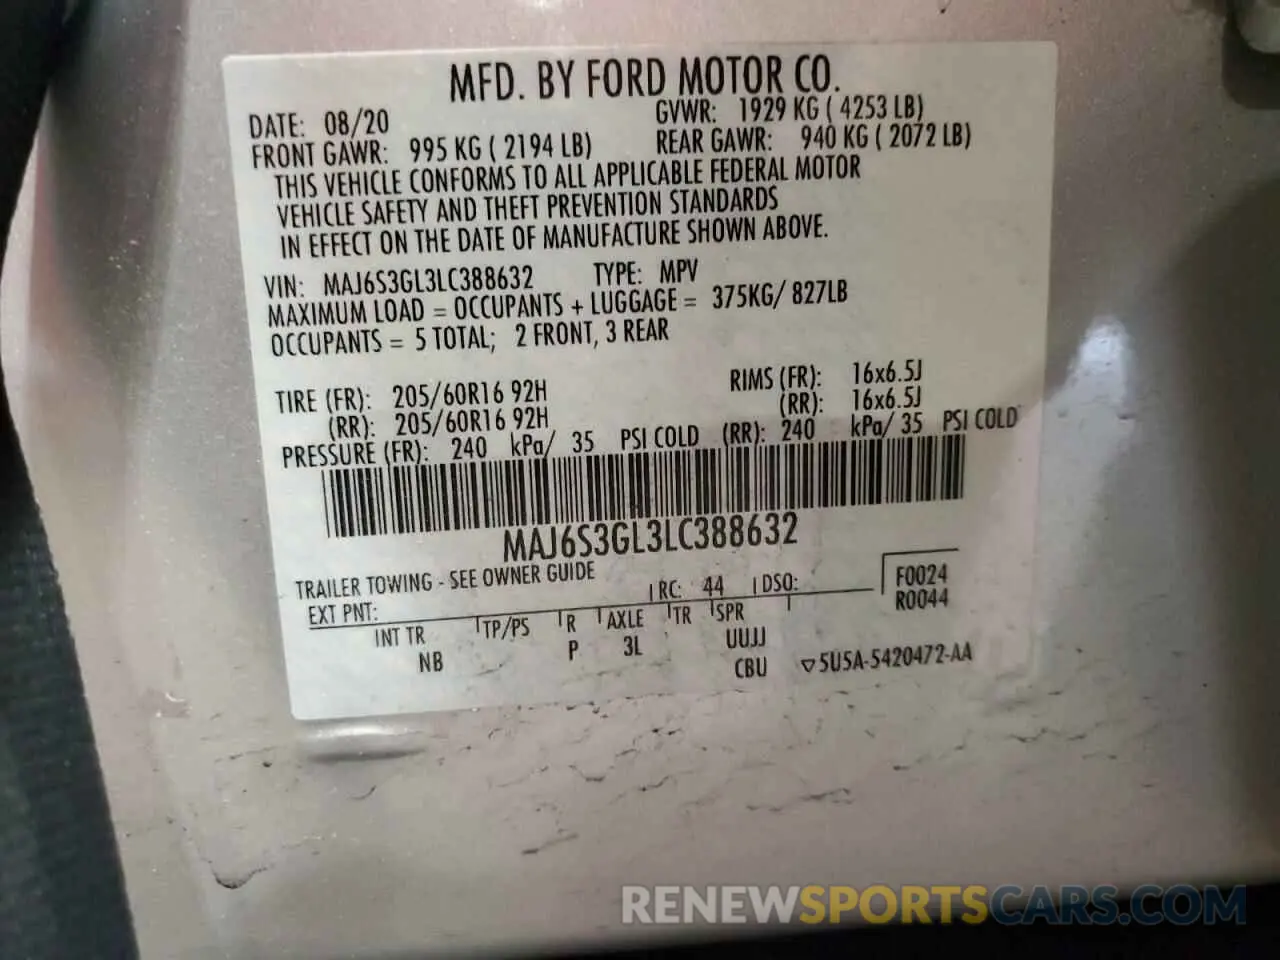 MFD. BY FORD MOTOR CO.
DATE: 08/20 GVWR: 1929 KG ( 4253 LB)
FRONT GAWR: 995 KG ( 2194 LB) REAR GAWR: 940 KG ( 2072 LB)
THIS VEHICLE CONFORMS TO ALL APPLICABLE FEDERAL MOTOR
VEHICLE SAFETY AND THEFT PREVENTION STANDARDS
IN EFFECT ON THE DATE OF MANUFACTURE SHOWN ABOVE.
VIN: MAJ6S3GL3LC388632 TYPE: MPV
MAXIMUM LOAD = OCCUPANTS + LUGGAGE = 375KG/ 827LB
OCCUPANTS = 5 TOTAL; 2 FRONT, 3 REAR
TIRE (FR): 205/60R16 92H RIMS (FR): 16x6.5J
(RR): 205/60R16 92H (RR): 16x6.5J
PRESSURE (FR): 240 kPa/ 35 PSI COLD (RR): 240 kPa/ 35 PSI COLD
MAJ6S3GL3LC388632
TRAILER TOWING - SEE OWNER GUIDE
EXT PNT: RC: 44 DSO: F0024
R0044
INT TR TP/PS R AXLE TR SPR
NB P 3L UUJJ
CBU ▽5U5A-5420472-AA
RENEWSPORTSCARS.COM